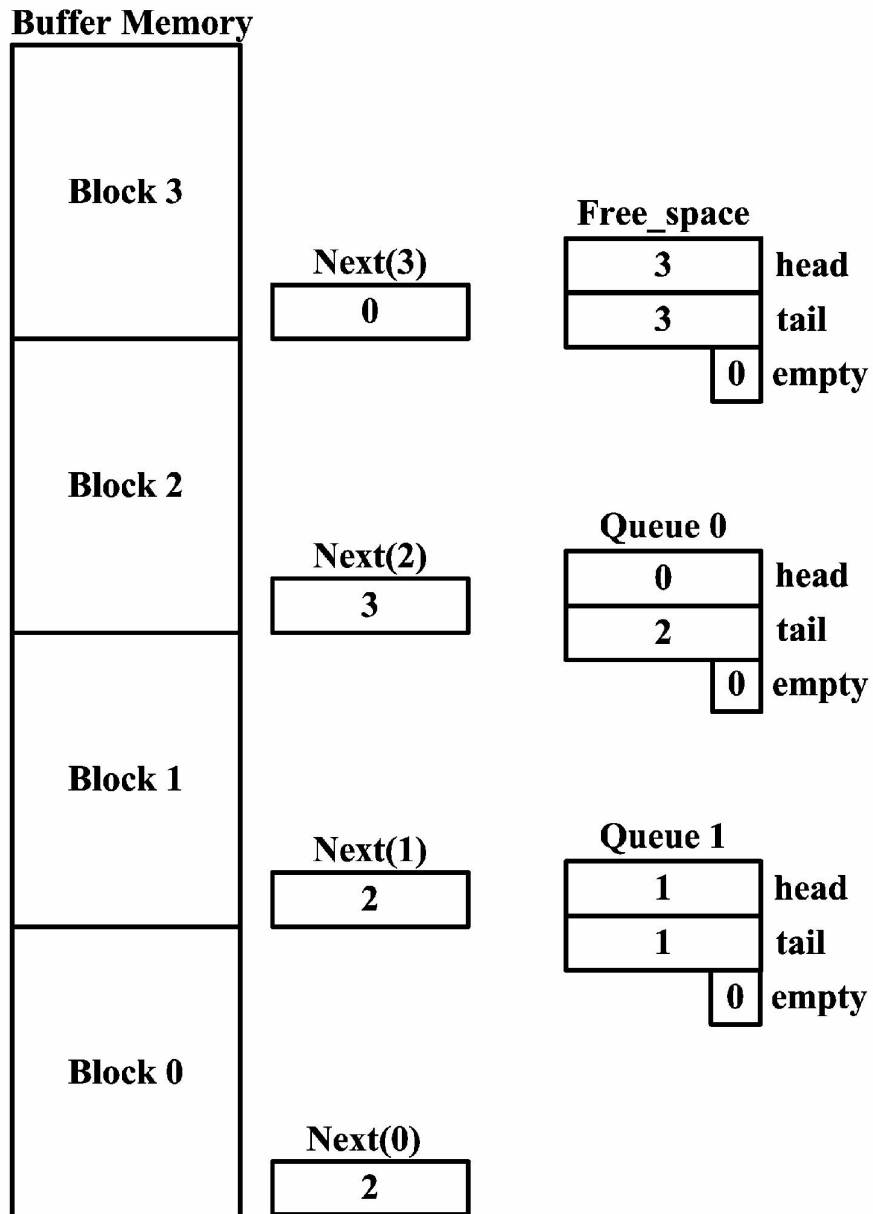 Buffer Memory
Block 3
Next(3)
0
Free_space
3 head
3 tail
0 empty
Block 2
Next(2)
3
Queue 0
0 head
2 tail
0 empty
Block 1
Next(1)
2
Queue 1
1 head
1 tail
0 empty
Block 0
Next(0)
2